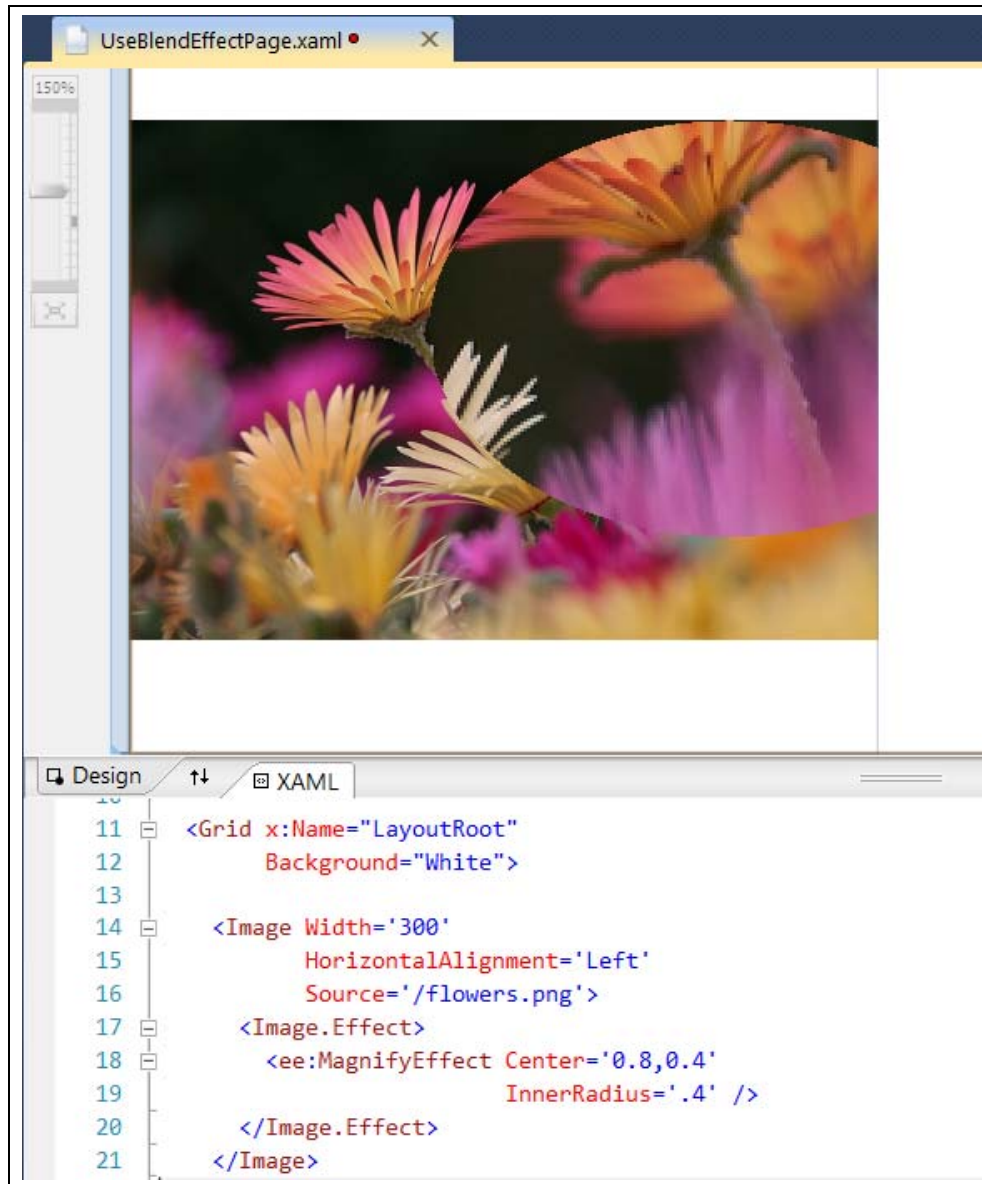 UseBlendEffectPage.xaml
150%
Design
XAML
10
11 <Grid x:Name="LayoutRoot"
12 Background="White">
13
14 <Image Width='300'
15 HorizontalAlignment='Left'
16 Source='/flowers.png'>
17 <Image.Effect>
18 <ee:MagnifyEffect Center='0.8,0.4'
19 InnerRadius='.4' />
20 </Image.Effect>
21 </Image>